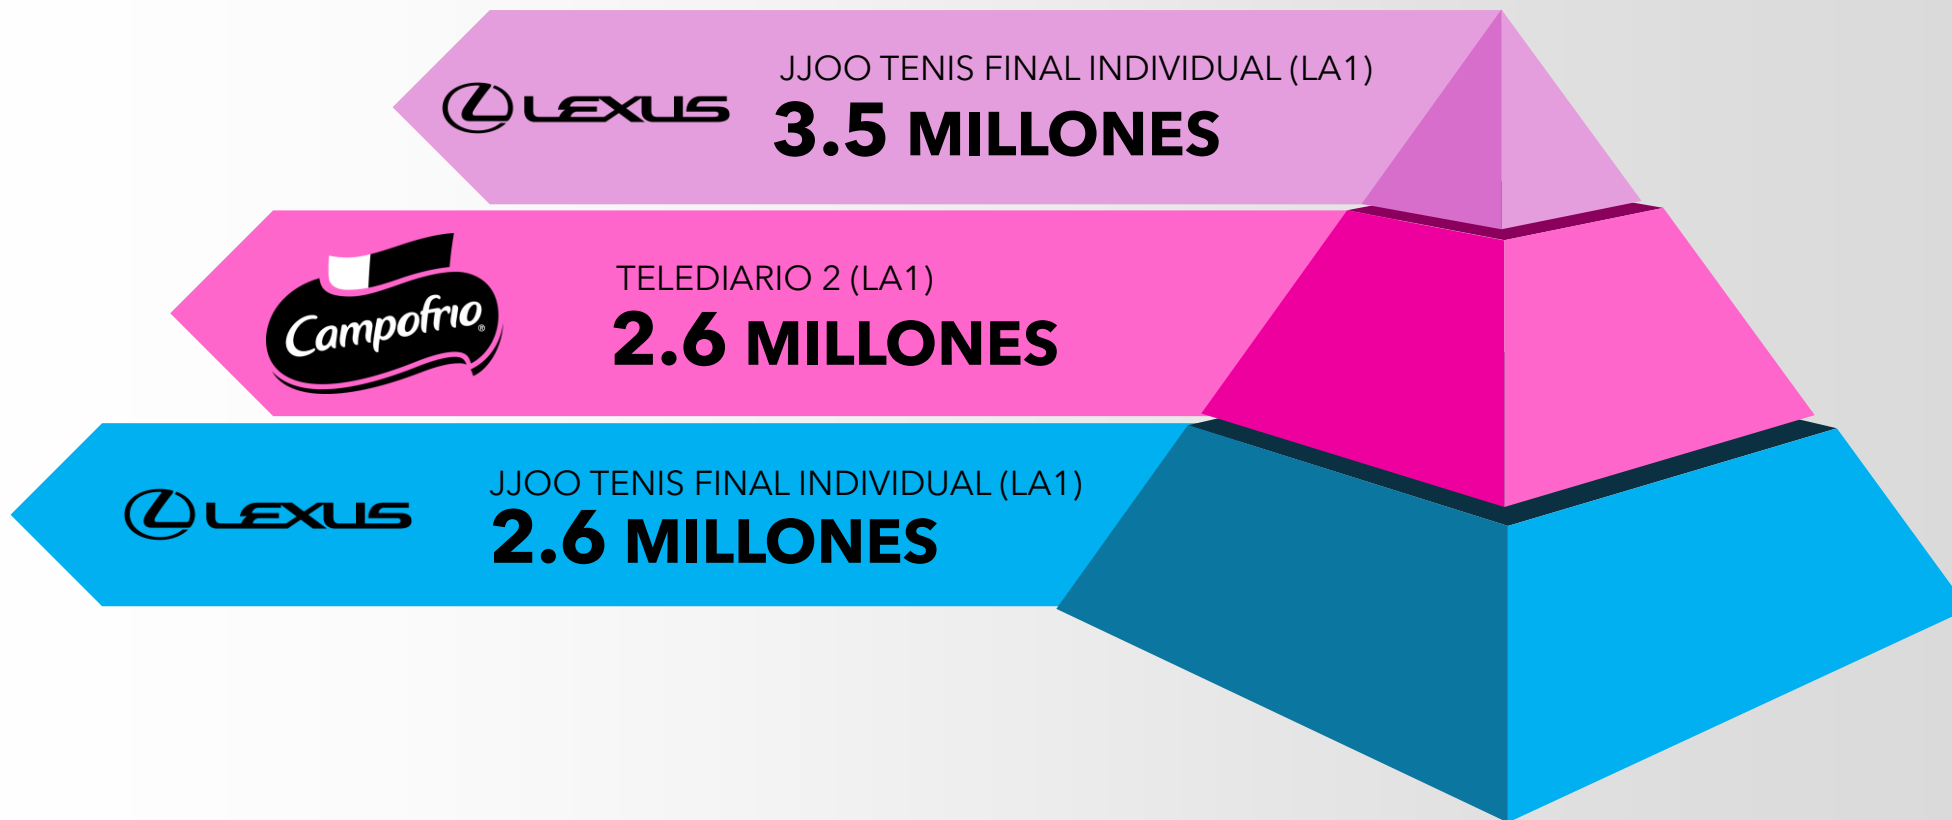 LEXUS
JJOO TENIS FINAL INDIVIDUAL (LA1)
3.5 MILLONES
Campofrio®
TELEDIARIO 2 (LA1)
2.6 MILLONES
LEXUS
JJOO TENIS FINAL INDIVIDUAL (LA1)
2.6 MILLONES